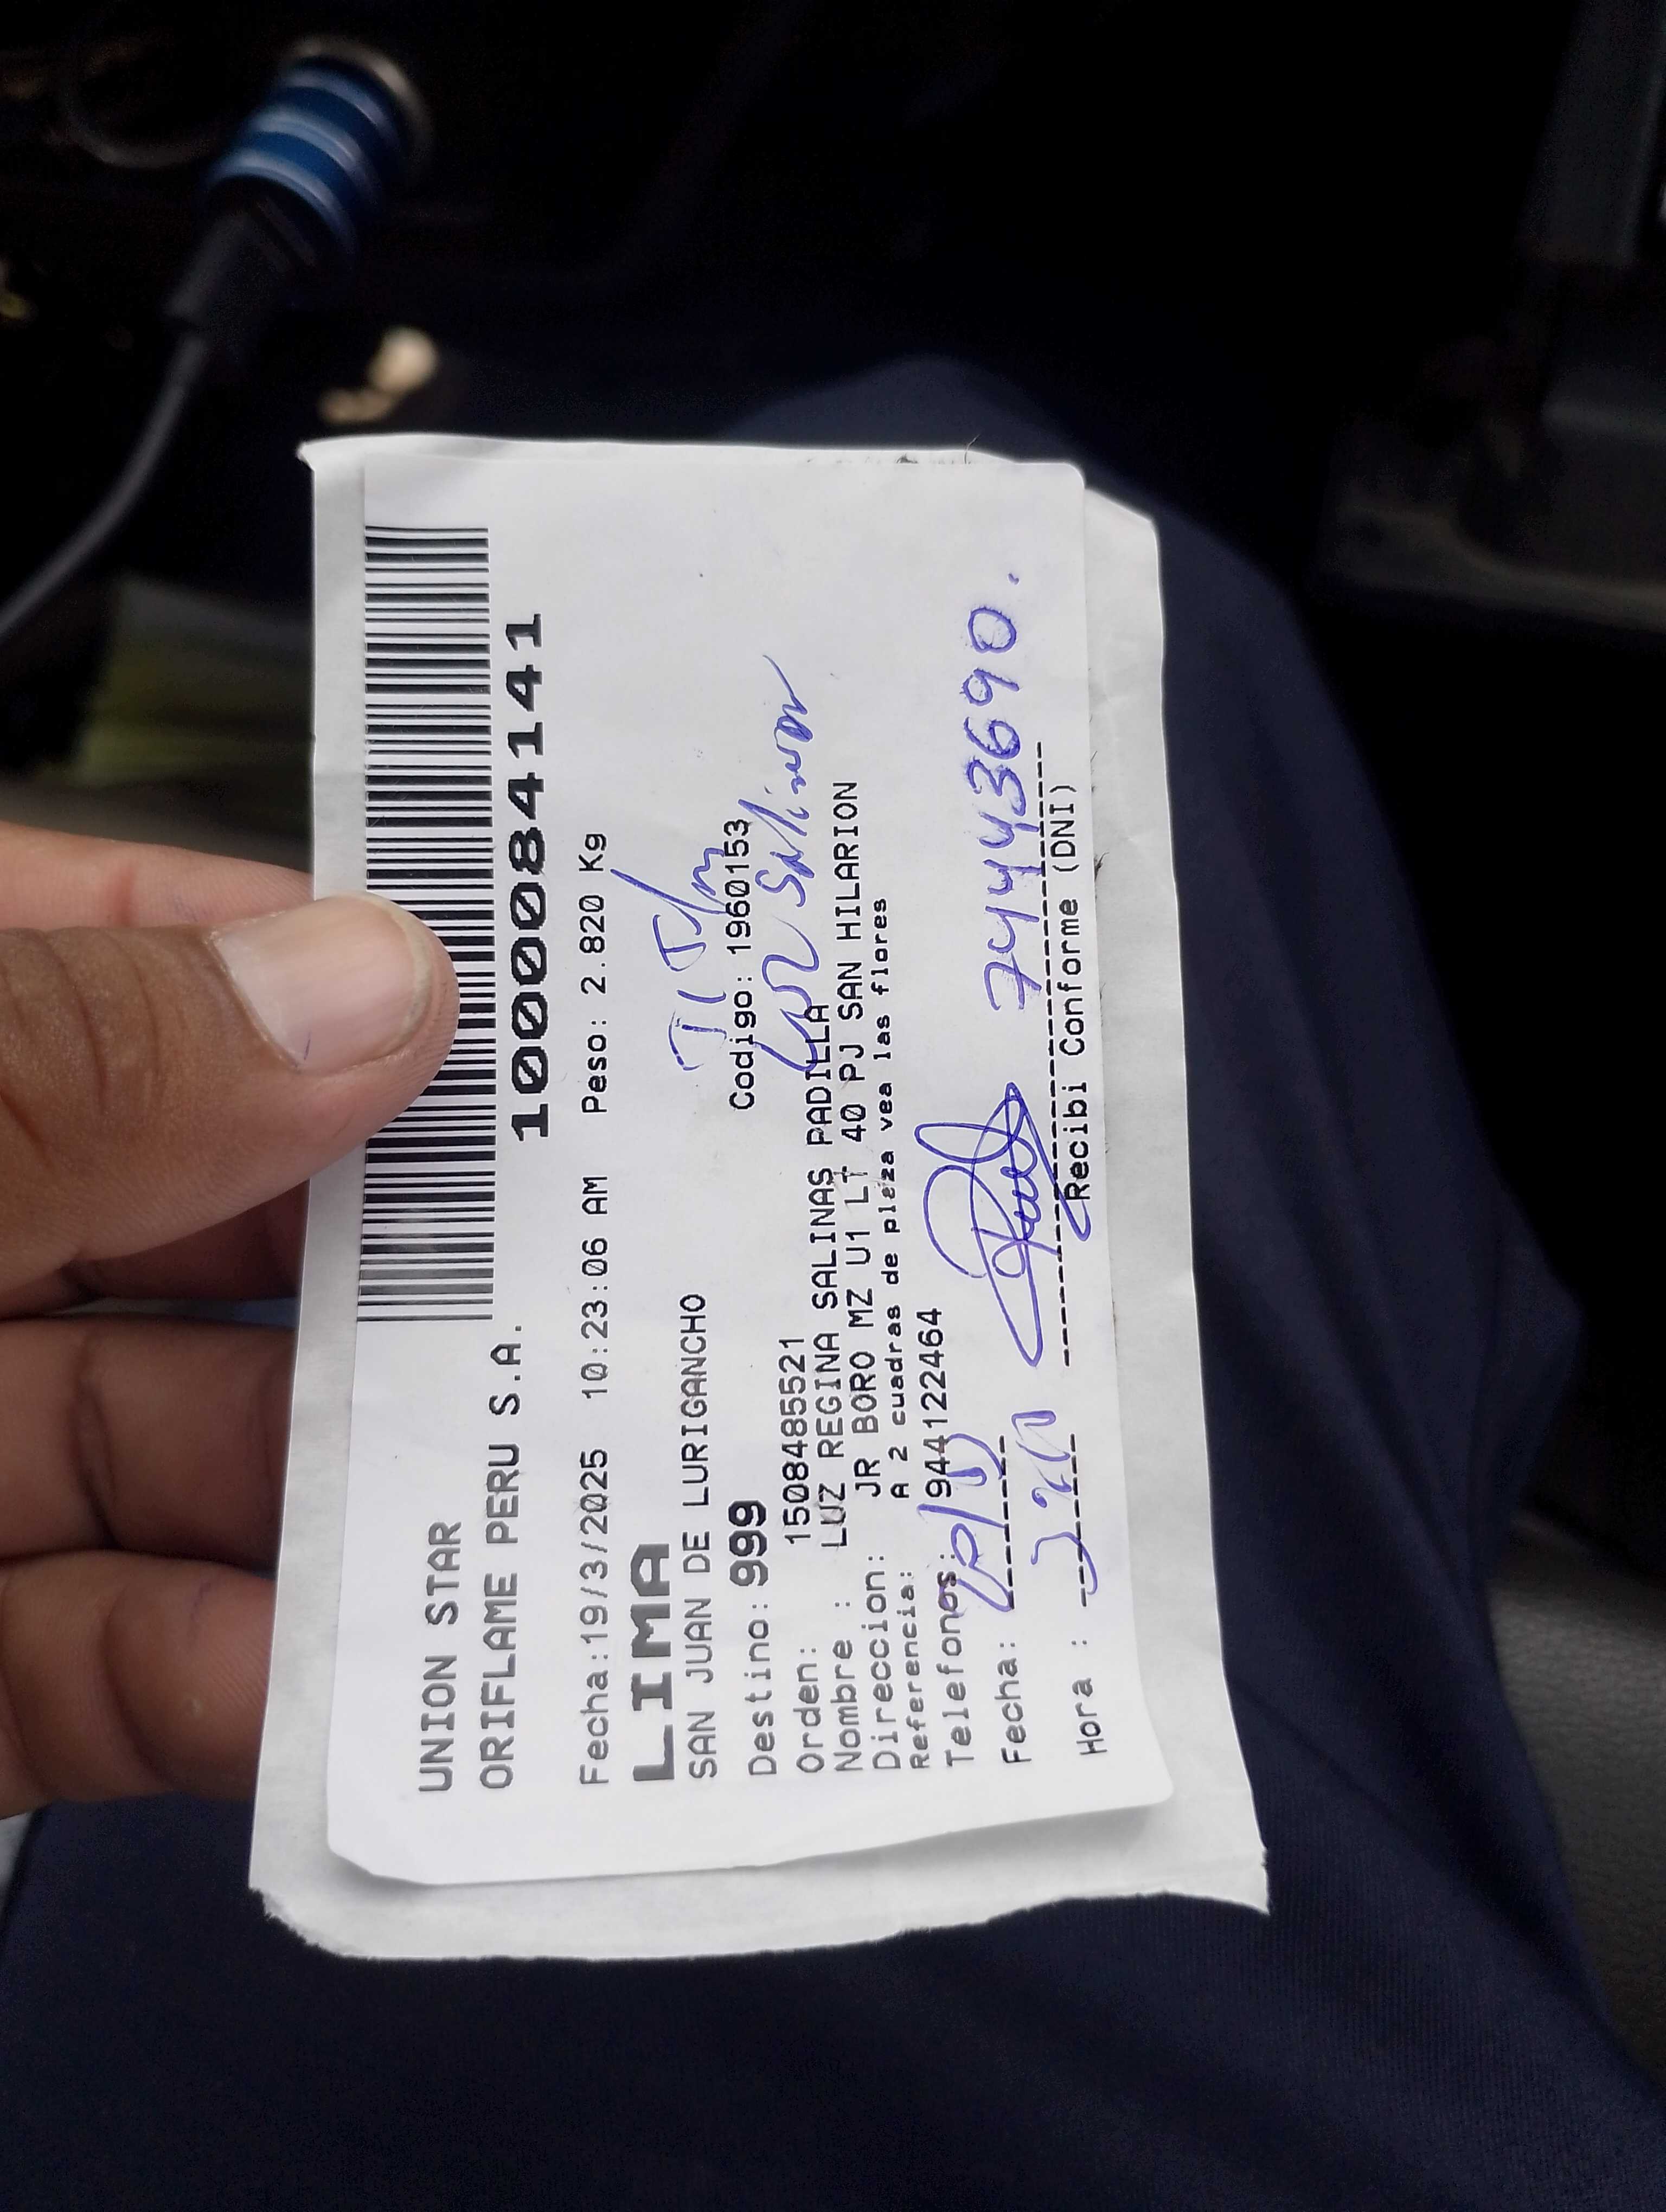 UNION STAR
ORIFLAME PERU S.A.
1000084141
Fecha:19/3/2025 10:23:06 AM Peso: 2.820 Kg
LIMA
SAN JUAN DE LURIGANCHO
Destino: 999 Codigo: 1960153
Luz Salinas
Orden: 1508485521
Nombre : LUZ REGINA SALINAS PADILLA
Direccion: JR BORO MZ U1 LT 40 PJ SAN HILARION
Referencia: A 2 cuadras de plaza vea las flores
Telefonos: 944122464
Fecha:
74443690.
Hora :
Recibi Conforme (DNI)